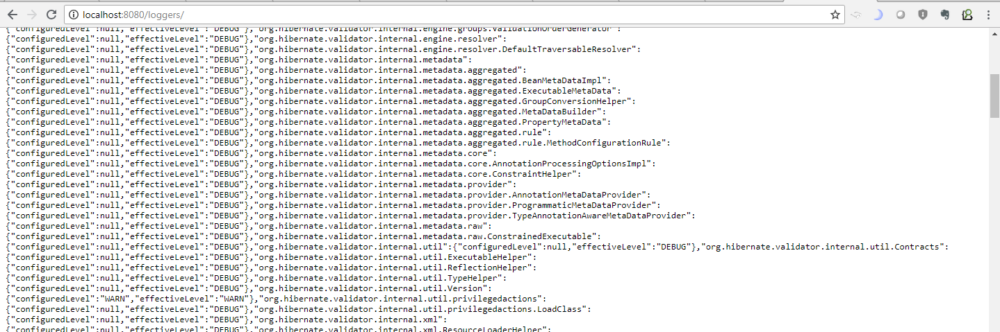 localhost:8080/loggers/
{"configuredLevel":null,"effectiveLevel":"DEBUG"},"org.hibernate.validator.internal.engine.groups.ValidationOrderGenerator":
{"configuredLevel":null,"effectiveLevel":"DEBUG"},"org.hibernate.validator.internal.engine.resolver":
{"configuredLevel":null,"effectiveLevel":"DEBUG"},"org.hibernate.validator.internal.engine.resolver.DefaultTraversableResolver":
{"configuredLevel":null,"effectiveLevel":"DEBUG"},"org.hibernate.validator.internal.metadata":
{"configuredLevel":null,"effectiveLevel":"DEBUG"},"org.hibernate.validator.internal.metadata.aggregated":
{"configuredLevel":null,"effectiveLevel":"DEBUG"},"org.hibernate.validator.internal.metadata.aggregated.BeanMetaDataImpl":
{"configuredLevel":null,"effectiveLevel":"DEBUG"},"org.hibernate.validator.internal.metadata.aggregated.ExecutableMetaData":
{"configuredLevel":null,"effectiveLevel":"DEBUG"},"org.hibernate.validator.internal.metadata.aggregated.GroupConversionHelper":
{"configuredLevel":null,"effectiveLevel":"DEBUG"},"org.hibernate.validator.internal.metadata.aggregated.MetaDataBuilder":
{"configuredLevel":null,"effectiveLevel":"DEBUG"},"org.hibernate.validator.internal.metadata.aggregated.PropertyMetaData":
{"configuredLevel":null,"effectiveLevel":"DEBUG"},"org.hibernate.validator.internal.metadata.aggregated.rule":
{"configuredLevel":null,"effectiveLevel":"DEBUG"},"org.hibernate.validator.internal.metadata.aggregated.rule.MethodConfigurationRule":
{"configuredLevel":null,"effectiveLevel":"DEBUG"},"org.hibernate.validator.internal.metadata.core":
{"configuredLevel":null,"effectiveLevel":"DEBUG"},"org.hibernate.validator.internal.metadata.core.AnnotationProcessingOptionsImpl":
{"configuredLevel":null,"effectiveLevel":"DEBUG"},"org.hibernate.validator.internal.metadata.core.ConstraintHelper":
{"configuredLevel":null,"effectiveLevel":"DEBUG"},"org.hibernate.validator.internal.metadata.provider":
{"configuredLevel":null,"effectiveLevel":"DEBUG"},"org.hibernate.validator.internal.metadata.provider.AnnotationMetaDataProvider":
{"configuredLevel":null,"effectiveLevel":"DEBUG"},"org.hibernate.validator.internal.metadata.provider.ProgrammaticMetaDataProvider":
{"configuredLevel":null,"effectiveLevel":"DEBUG"},"org.hibernate.validator.internal.metadata.provider.TypeAnnotationAwareMetaDataProvider":
{"configuredLevel":null,"effectiveLevel":"DEBUG"},"org.hibernate.validator.internal.metadata.raw":
{"configuredLevel":null,"effectiveLevel":"DEBUG"},"org.hibernate.validator.internal.metadata.raw.ConstrainedExecutable":
{"configuredLevel":null,"effectiveLevel":"DEBUG"},"org.hibernate.validator.internal.util":{"configuredLevel":null,"effectiveLevel":"DEBUG"},"org.hibernate.validator.internal.util.Contracts":
{"configuredLevel":null,"effectiveLevel":"DEBUG"},"org.hibernate.validator.internal.util.ExecutableHelper":
{"configuredLevel":null,"effectiveLevel":"DEBUG"},"org.hibernate.validator.internal.util.ReflectionHelper":
{"configuredLevel":null,"effectiveLevel":"DEBUG"},"org.hibernate.validator.internal.util.TypeHelper":
{"configuredLevel":null,"effectiveLevel":"DEBUG"},"org.hibernate.validator.internal.util.Version":
{"configuredLevel":"WARN","effectiveLevel":"WARN"},"org.hibernate.validator.internal.util.privilegedactions":
{"configuredLevel":null,"effectiveLevel":"DEBUG"},"org.hibernate.validator.internal.util.privilegedactions.LoadClass":
{"configuredLevel":null,"effectiveLevel":"DEBUG"},"org.hibernate.validator.internal.xml":
{"configuredLevel":null,"effectiveLevel":"DEBUG"},"org.hibernate.validator.internal.xml.ResourceLoaderHelper":